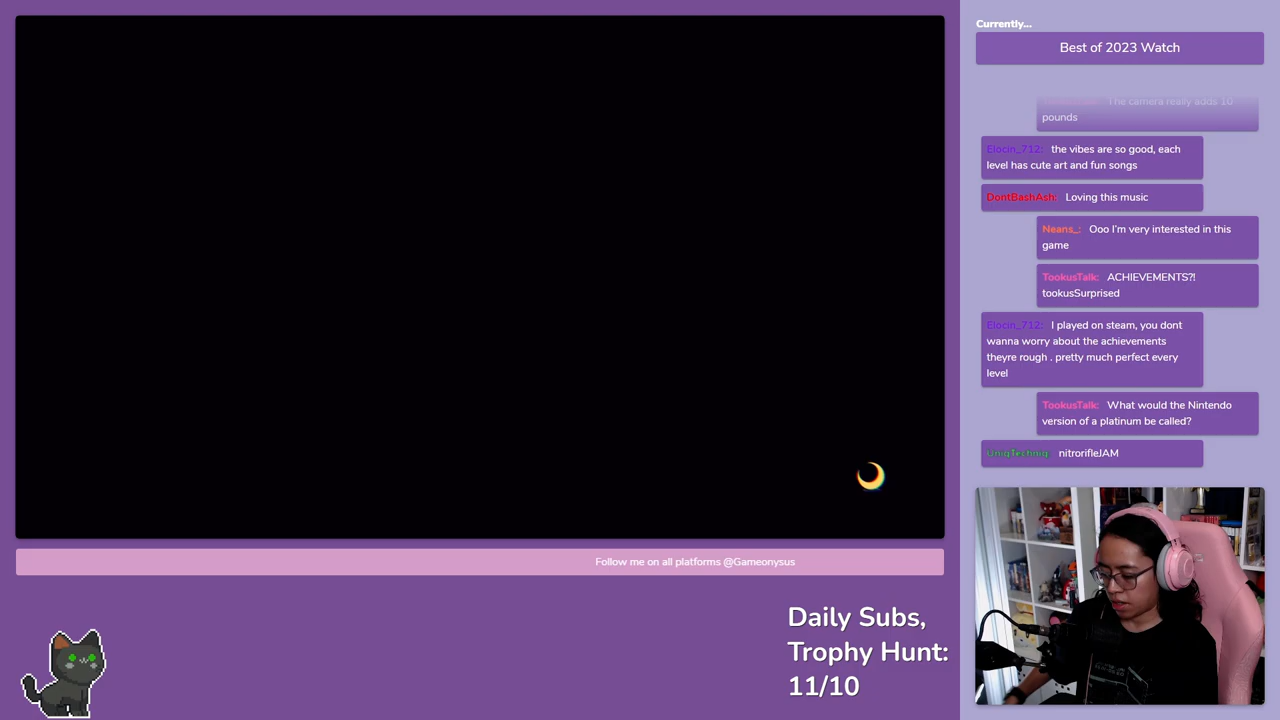 Currently...
Best of 2023 Watch
The camera really adds 10
pounds
Elocin_712: the vibes are so good, each
level has cute art and fun songs
DontBashAsh: Loving this music
Neans_: Ooo I'm very interested in this
game
TookusTalk: ACHIEVEMENTS?!
tookusSurprised
Elocin_712: I played on steam, you dont
wanna worry about the achievements
theyre rough . pretty much perfect every
level
TookusTalk: What would the Nintendo
version of a platinum be called?
UniqTechniq: nitrorifleJAM
Follow me on all platforms @Gameonysus
Daily Subs,
Trophy Hunt:
11/10